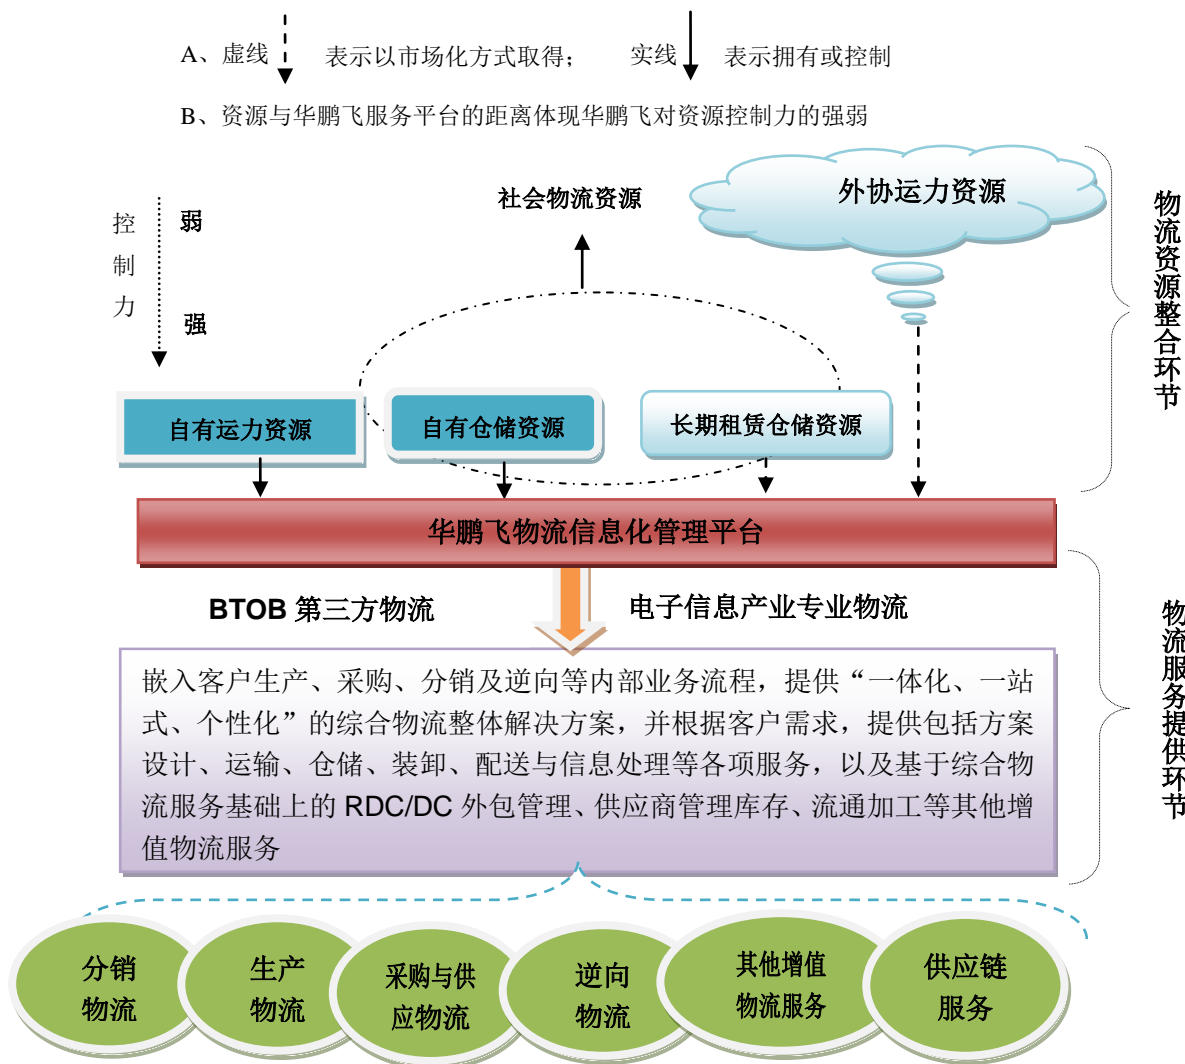 A、虚线 表示以市场化方式取得; 实线 表示拥有或控制
B、资源与华鹏飞服务平台的距离体现华鹏飞对资源控制力的强弱
控制力
弱
强
社会物流资源
外协运力资源
物流资源整合环节
自有运力资源
自有仓储资源
长期租赁仓储资源
华鹏飞物流信息化管理平台
BTOB 第三方物流
电子信息产业专业物流
嵌入客户生产、采购、分销及逆向等内部业务流程，提供“一体化、一站
式、个性化”的综合物流整体解决方案，并根据客户需求，提供包括方案
设计、运输、仓储、装卸、配送与信息处理等各项服务，以及基于综合物
流服务基础上的 RDC/DC 外包管理、供应商管理库存、流通加工等其他增
值物流服务
物流服务提供环节
分销
物流
生产
物流
采购与供
应物流
逆向
物流
其他增值
物流服务
供应链
服务